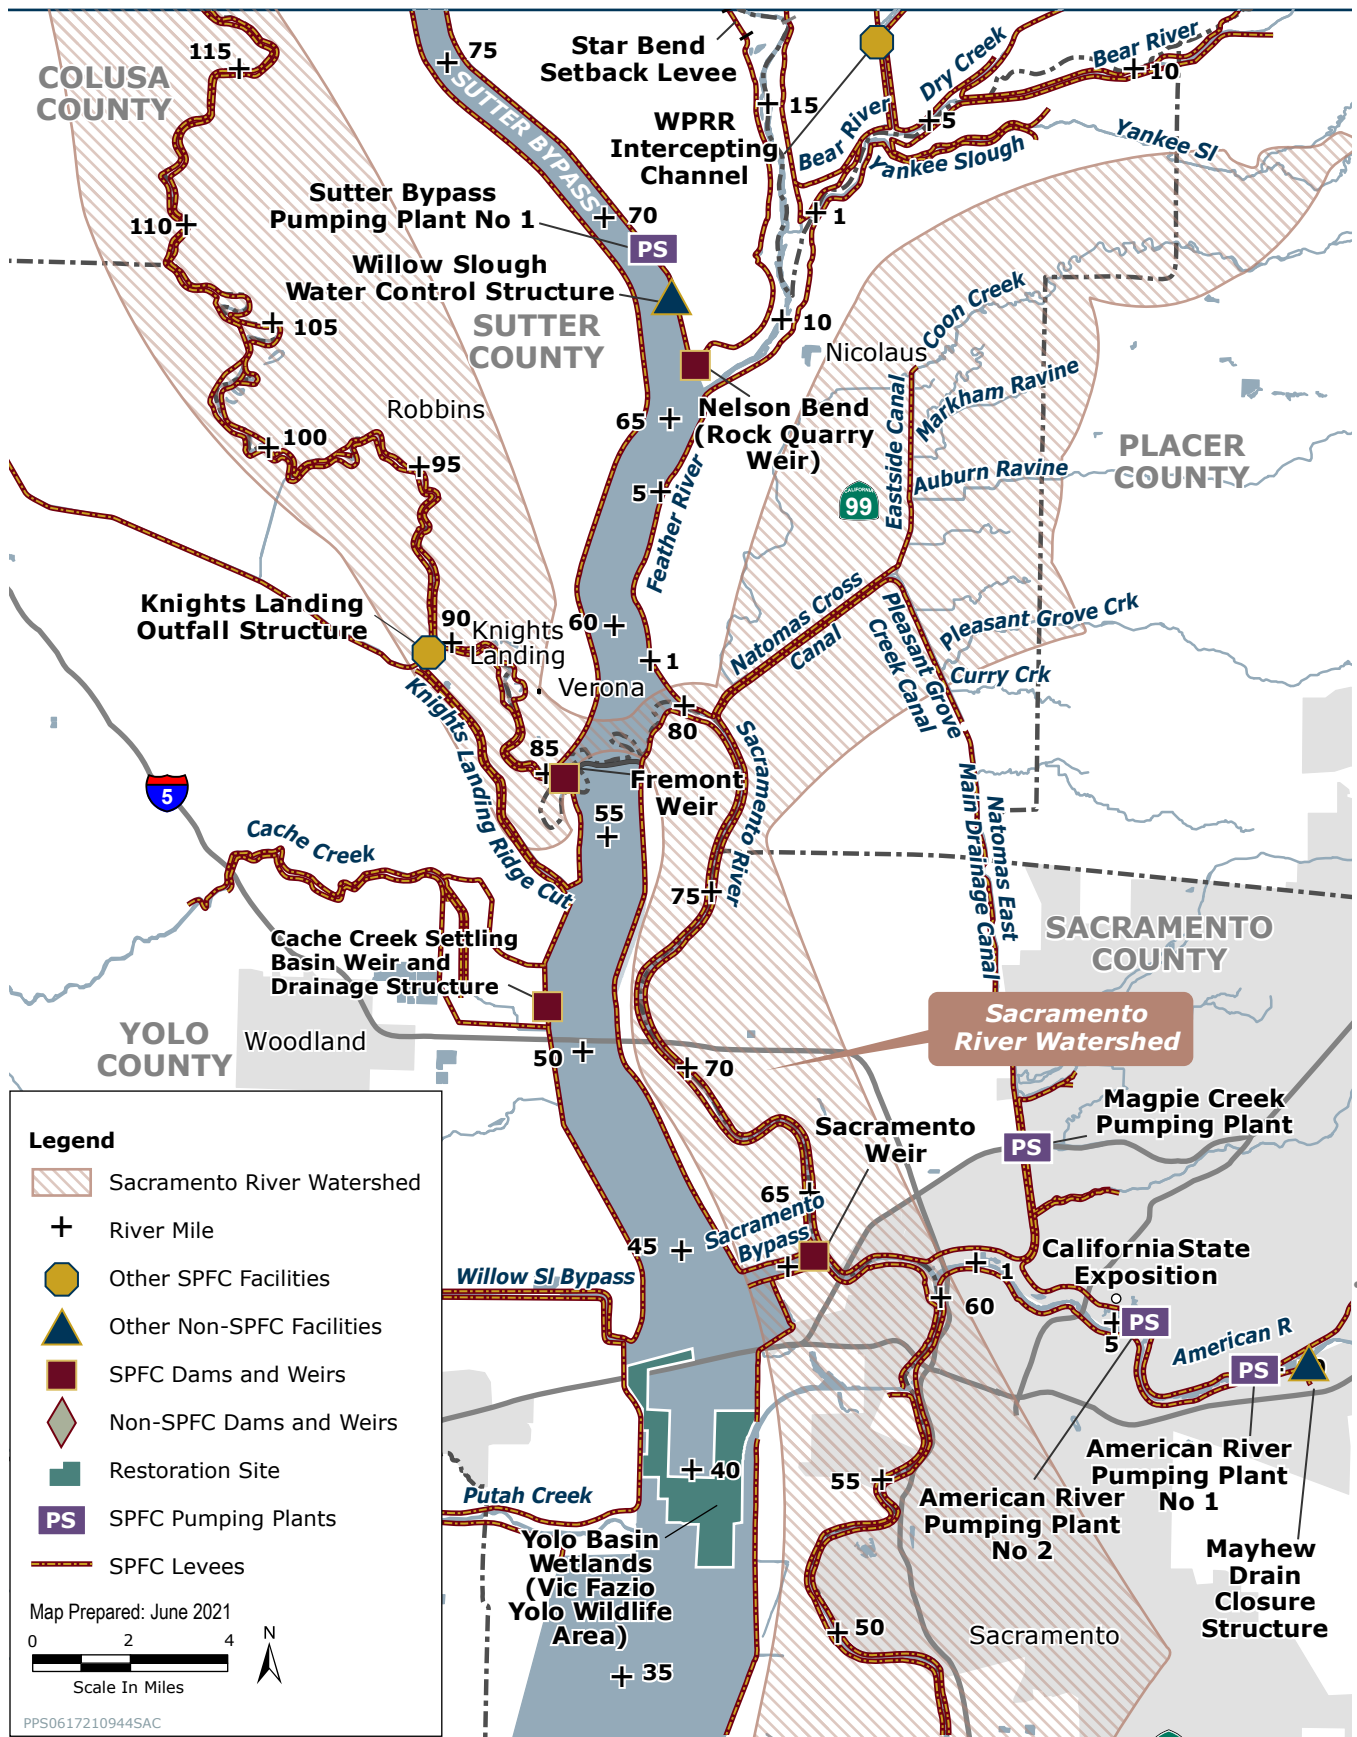 115
COLUSA
COUNTY
75
Star Bend
Setback Levee
Dry Creek
Bear River
10
SUTTER BYPASS
15
WPRR
Intercepting
Channel
Bear River
5
Yankee Slough
Yankee Sl
Sutter Bypass
Pumping Plant No 1
70
PS
1
110
Willow Slough
Water Control Structure
SUTTER
COUNTY
105
10
Nicolaus
Coon Creek
Markham Ravine
Robbins
65
Nelson Bend
(Rock Quarry
Weir)
Eastside Canal
100
95
5
Feather River
CALIFORNIA
99
Auburn Ravine
PLACER
COUNTY
Knights Landing
Outfall Structure
90
Knights
Landing
60
1
Natomas Cross
Canal
Pleasant Grove
Creek Canal
Pleasant Grove Crk
Curry Crk
Verona
80
Knights Landing Ridge Cut
85
Fremont
Weir
Sacramento River
5
55
Main Drainage Canal
Natomas East
Cache Creek
75
SACRAMENTO
COUNTY
Cache Creek Settling
Basin Weir and
Drainage Structure
YOLO
COUNTY
Woodland
50
Sacramento
River Watershed
70
Magpie Creek
Pumping Plant
PS
Sacramento
Weir
65
Sacramento
Bypass
45
Willow Sl Bypass
California State
Exposition
1
60
5
PS
American R
PS
40
55
American River
Pumping Plant
No 1
American River
Pumping Plant
No 2
Putah Creek
Yolo Basin
Wetlands
(Vic Fazio
Yolo Wildlife
Area)
Mayhew
Drain
Closure
Structure
50
Sacramento
35
Legend
Sacramento River Watershed
River Mile
Other SPFC Facilities
Other Non-SPFC Facilities
SPFC Dams and Weirs
Non-SPFC Dams and Weirs
Restoration Site
PS SPFC Pumping Plants
SPFC Levees
Map Prepared: June 2021
0 2 4
N
Scale In Miles
PPS0617210944SAC